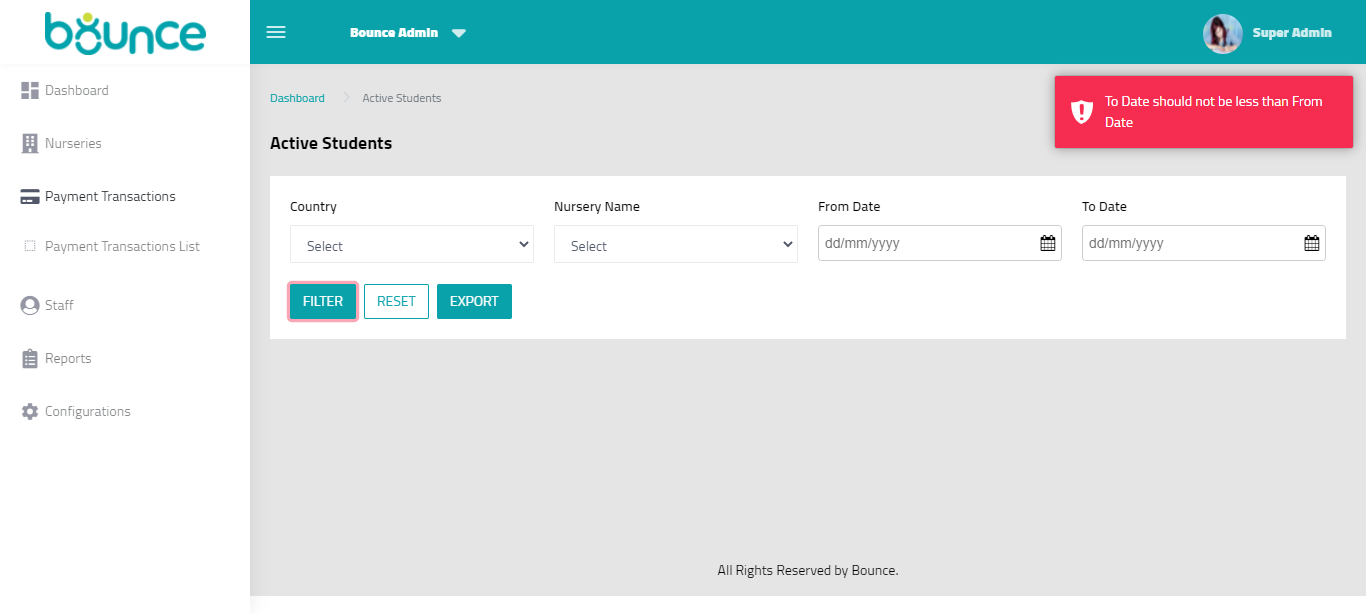 bounce
Bounce Admin
Super Admin
Dashboard
Nurseries
Payment Transactions
Payment Transactions List
Staff
Reports
Configurations
Dashboard
Active Students
To Date should not be less than From
Date
Active Students
Country
Nursery Name
From Date
To Date
Select
Select
dd/mm/yyyy
dd/mm/yyyy
FILTER
RESET
EXPORT
All Rights Reserved by Bounce.